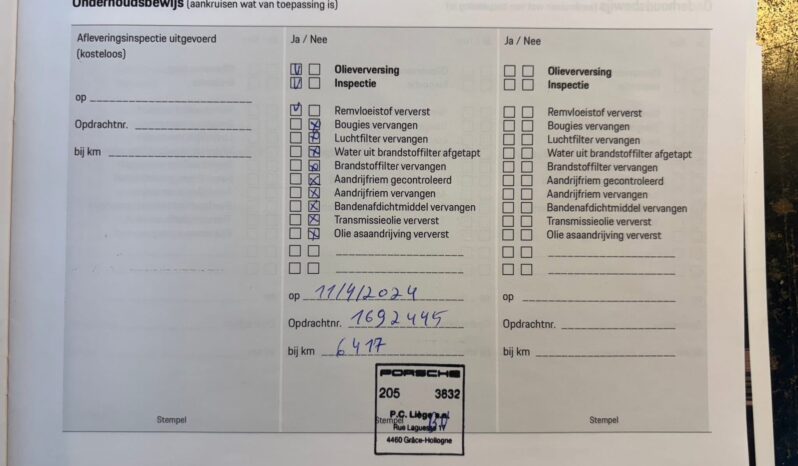 Onderhoudsbewijs (aankruisen wat van toepassing is)
Afleveringsinspectie uitgevoerd
(kosteloos)
op
Opdrachtnr.
bij km
Stempel
Ja / Nee
Olieverversing
Inspectie
Remvloeistof ververst
Bougies vervangen
Luchtfilter vervangen
Water uit brandstoffilter afgetapt
Brandstoffilter vervangen
Aandrijfriem gecontroleerd
Aandrijfriem vervangen
Bandenafdichtmiddel vervangen
Transmissieolie ververst
Olie asaandrijving ververst
op 11/4/2024
Opdrachtnr. 1692445
bij km 6417
PORSCHE
205 3832
P.C. Liège s.a.
Stempel
Rue Laguesse 17
4460 Grâce-Hollogne
Ja / Nee
Olieverversing
Inspectie
Remvloeistof ververst
Bougies vervangen
Luchtfilter vervangen
Water uit brandstoffilter afgetapt
Brandstoffilter vervangen
Aandrijfriem gecontroleerd
Aandrijfriem vervangen
Bandenafdichtmiddel vervangen
Transmissieolie ververst
Olie asaandrijving ververst
op
Opdrachtnr.
bij km
Stempel